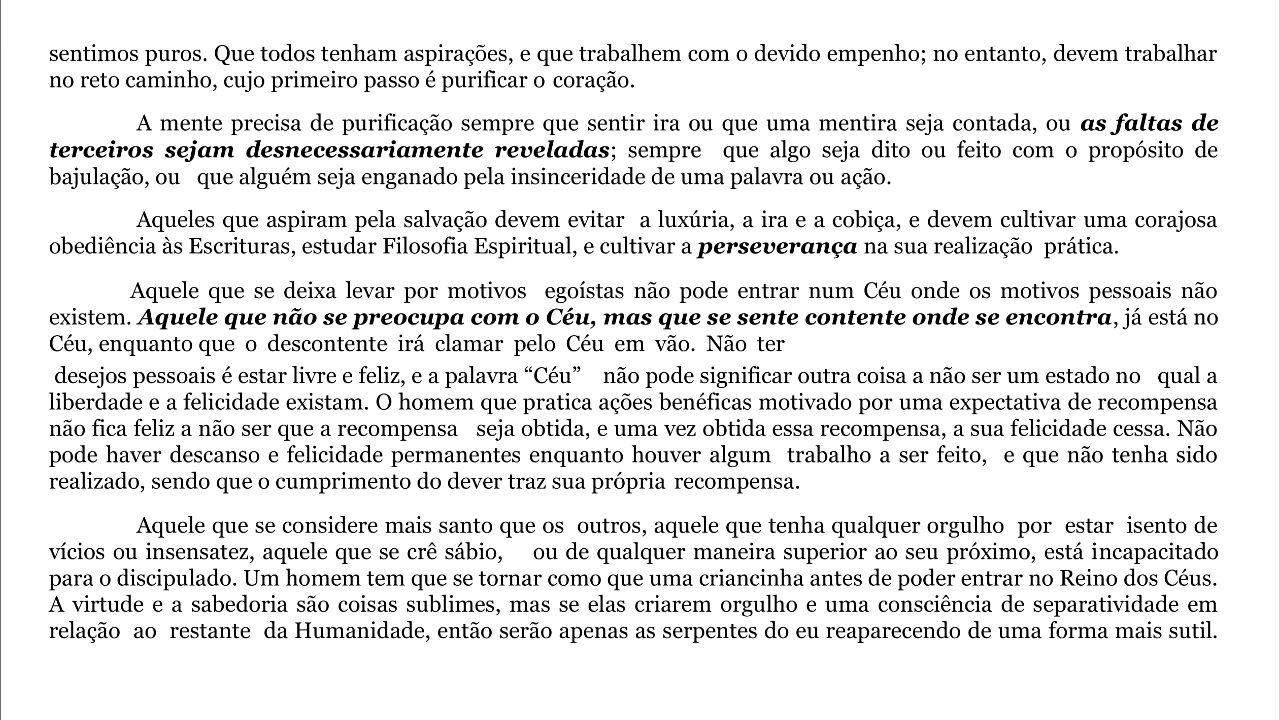 sentimos puros. Que todos tenham aspirações, e que trabalhem com o devido empenho; no entanto, devem trabalhar
no reto caminho, cujo primeiro passo é purificar o coração.
A mente precisa de purificação sempre que sentir ira ou que uma mentira seja contada, ou as faltas de
terceiros sejam desnecessariamente reveladas; sempre que algo seja dito ou feito com o propósito de
bajulação, ou que alguém seja enganado pela insinceridade de uma palavra ou ação.
Aqueles que aspiram pela salvação devem evitar a luxúria, a ira e a cobiça, e devem cultivar uma corajosa
obediência às Escrituras, estudar Filosofia Espiritual, e cultivar a perseverança na sua realização prática.
Aquele que se deixa levar por motivos egoístas não pode entrar num Céu onde os motivos pessoais não
existem. Aquele que não se preocupa com o Céu, mas que se sente contente onde se encontra, já está no
Céu, enquanto que o descontente irá clamar pelo Céu em vão. Não ter
desejos pessoais é estar livre e feliz, e a palavra “Céu” não pode significar outra coisa a não ser um estado no qual a
liberdade e a felicidade existam. O homem que pratica ações benéficas motivado por uma expectativa de recompensa
não fica feliz a não ser que a recompensa seja obtida, e uma vez obtida essa recompensa, a sua felicidade cessa. Não
pode haver descanso e felicidade permanentes enquanto houver algum trabalho a ser feito, e que não tenha sido
realizado, sendo que o cumprimento do dever traz sua própria recompensa.
Aquele que se considere mais santo que os outros, aquele que tenha qualquer orgulho por estar isento de
vícios ou insensatez, aquele que se crê sábio, ou de qualquer maneira superior ao seu próximo, está incapacitado
para o discipulado. Um homem tem que se tornar como que uma criancinha antes de poder entrar no Reino dos Céus.
A virtude e a sabedoria são coisas sublimes, mas se elas criarem orgulho e uma consciência de separatividade em
relação ao restante da Humanidade, então serão apenas as serpentes do eu reaparecendo de uma forma mais sutil.